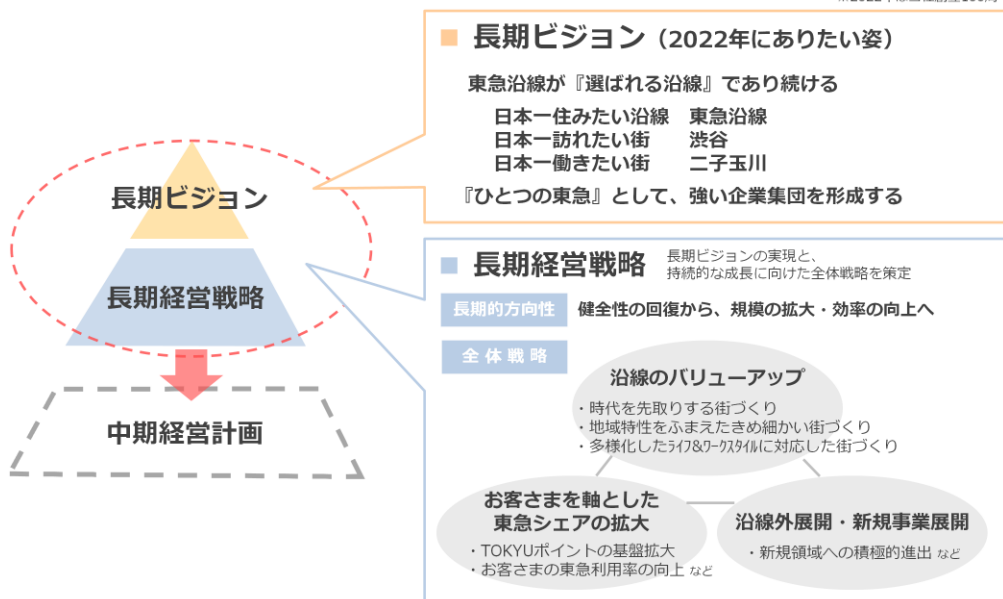 ■ 長期ビジョン（2022年にありたい姿）
東急沿線が『選ばれる沿線』であり続ける
日本一住みたい沿線 東急沿線
日本一訪れたい街 渋谷
日本一働きたい街 二子玉川
『ひとつの東急』として、強い企業集団を形成する
長期ビジョン
長期経営戦略
中期経営計画
■ 長期経営戦略
長期ビジョンの実現と、
持続的な成長に向けた全体戦略を策定
長期的方向性 健全性の回復から、規模の拡大・効率の向上へ
全体戦略
沿線のバリューアップ
・時代を先取りする街づくり
・地域特性をふまえたきめ細かい街づくり
・多様化したﾗｲﾌ&ﾜｰｸｽﾀｲﾙに対応した街づくり
お客さまを軸とした
東急シェアの拡大
・TOKYUポイントの基盤拡大
・お客さまの東急利用率の向上 など
沿線外展開・新規事業展開
・新規領域への積極的進出 など